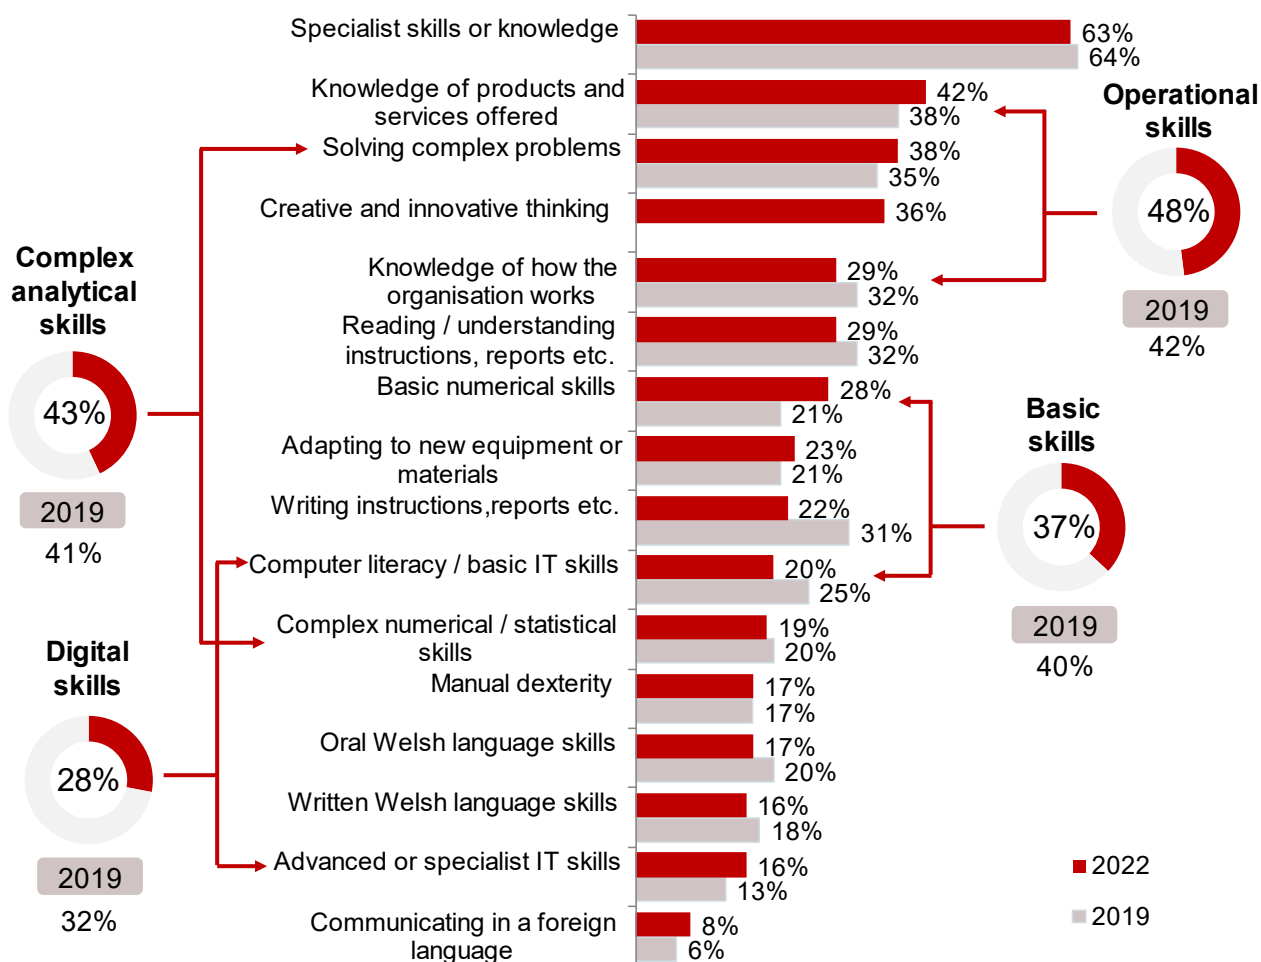 Specialist skills or knowledge
63%
64%
Knowledge of products and
services offered
42%
38%
Operational
skills
48%
2019
42%
Solving complex problems
38%
35%
Creative and innovative thinking
36%
Complex
analytical
skills
43%
2019
41%
Knowledge of how the
organisation works
29%
32%
Reading / understanding
instructions, reports etc.
29%
32%
Basic numerical skills
28%
21%
Basic
skills
37%
2019
40%
Adapting to new equipment or
materials
23%
21%
Writing instructions,reports etc.
22%
31%
Computer literacy / basic IT skills
20%
25%
Complex numerical / statistical
skills
19%
20%
Digital
skills
28%
2019
32%
Manual dexterity
17%
17%
Oral Welsh language skills
17%
20%
Written Welsh language skills
16%
18%
Advanced or specialist IT skills
16%
13%
Communicating in a foreign
language
8%
6%
2022
2019